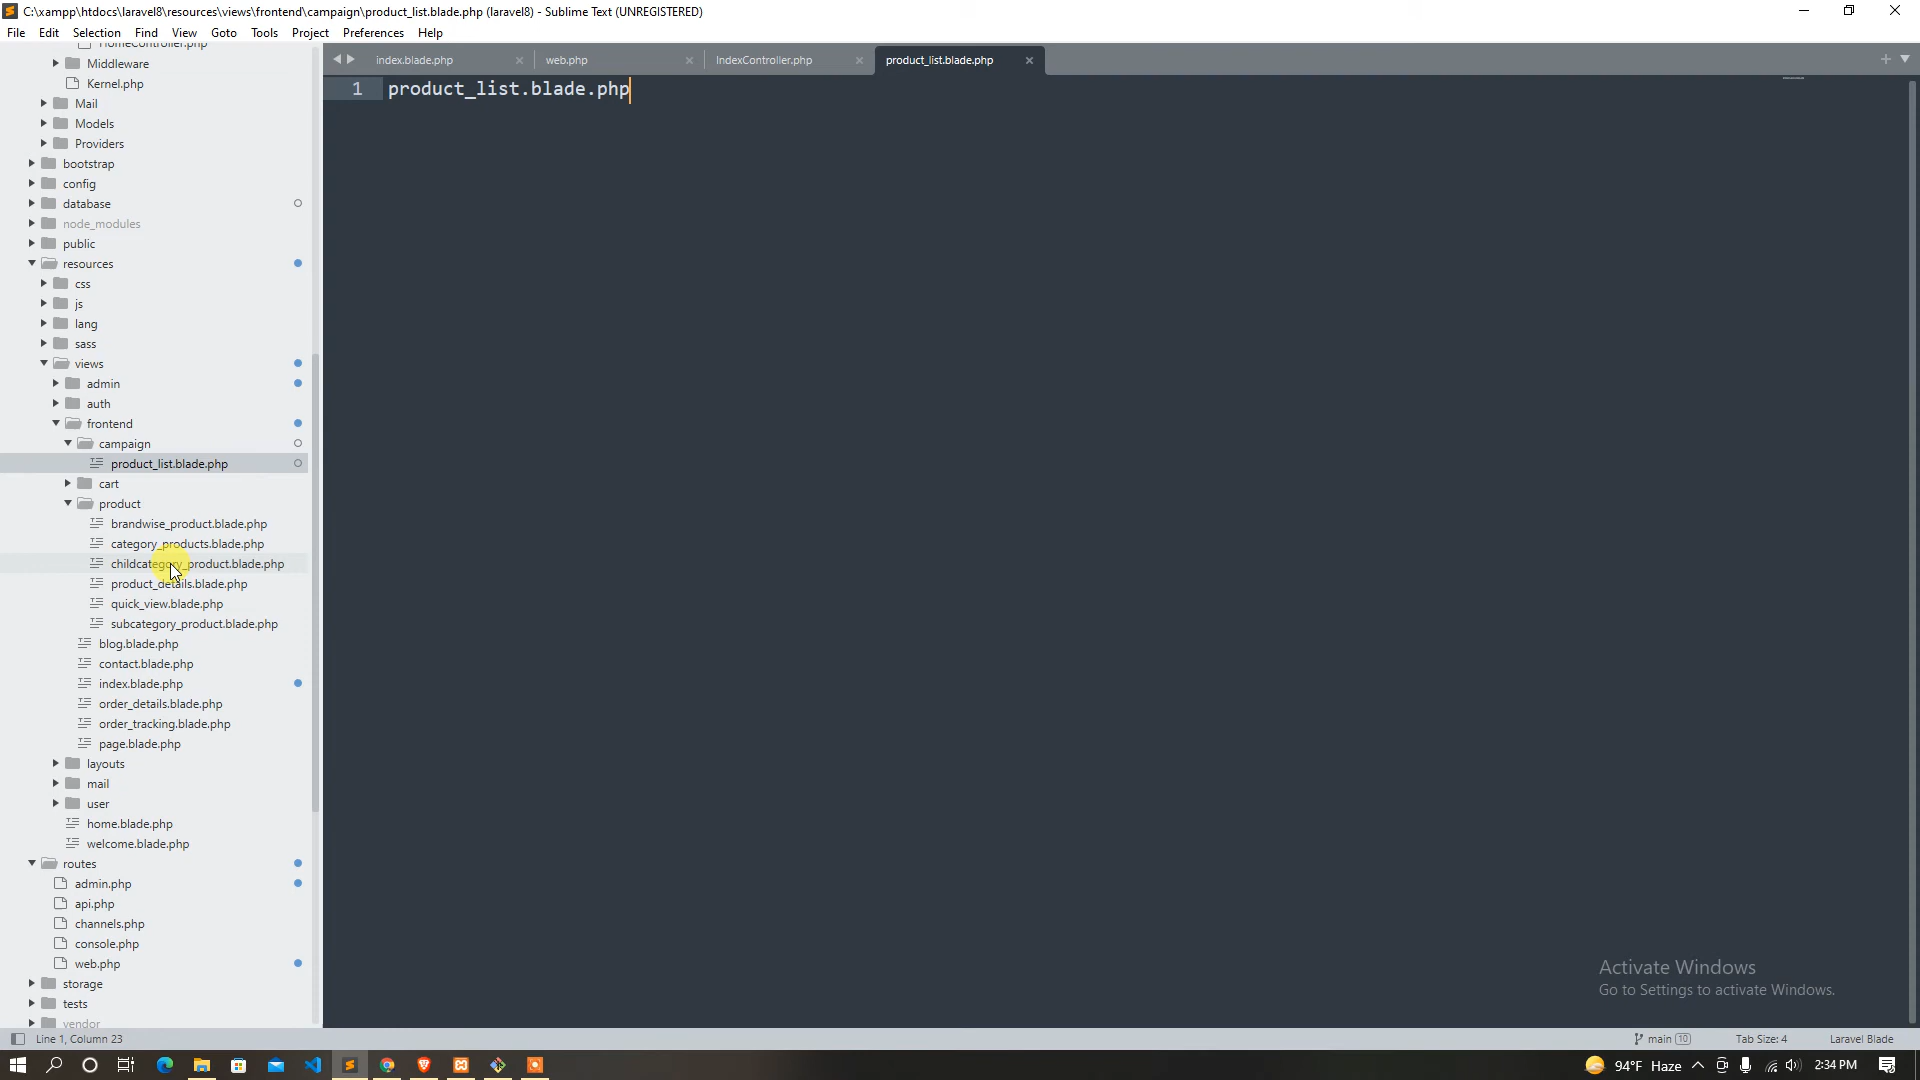 C:\xampp\htdocs\laravel8\resources\views\frontend\campaign\product_list.blade.php (laravel8) - Sublime Text (UNREGISTERED)
File Edit Selection Find View Goto Tools Project Preferences Help
HomeController.php
Middleware
Kernel.php
Mail
Models
Providers
bootstrap
config
database
node_modules
public
resources
css
js
lang
sass
views
admin
auth
frontend
campaign
product_list.blade.php
cart
product
brandwise_product.blade.php
category_products.blade.php
childcategory_product.blade.php
product_details.blade.php
quick_view.blade.php
subcategory_product.blade.php
blog.blade.php
contact.blade.php
index.blade.php
order_details.blade.php
order_tracking.blade.php
page.blade.php
layouts
mail
user
home.blade.php
welcome.blade.php
routes
admin.php
api.php
channels.php
console.php
web.php
storage
tests
vendor
index.blade.php web.php IndexController.php product_list.blade.php
1 product_list.blade.php
Activate Windows
Go to Settings to activate Windows.
Line 1, Column 23 main 10 Tab Size: 4 Laravel Blade
94°F Haze 2:34 PM